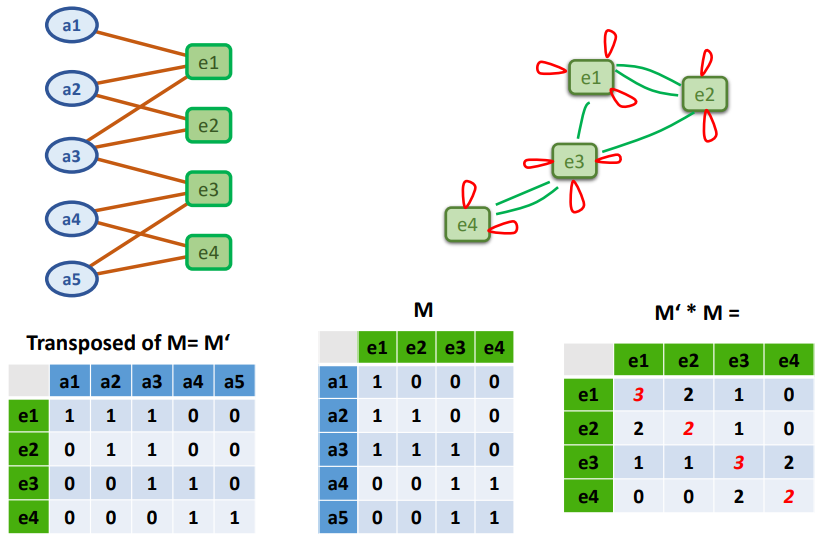 a1
e1
a2
e2
a3
e3
a4
e4
a5
e1
e2
e3
e4
Transposed of M= M‘
a1 a2 a3 a4 a5
e1 1 1 1 0 0
e2 0 1 1 0 0
e3 0 0 1 1 0
e4 0 0 0 1 1
M
e1 e2 e3 e4
a1 1 0 0 0
a2 1 1 0 0
a3 1 1 1 0
a4 0 0 1 1
a5 0 0 1 1
M‘ * M =
e1 e2 e3 e4
e1 3 2 1 0
e2 2 2 1 0
e3 1 1 3 2
e4 0 0 2 2